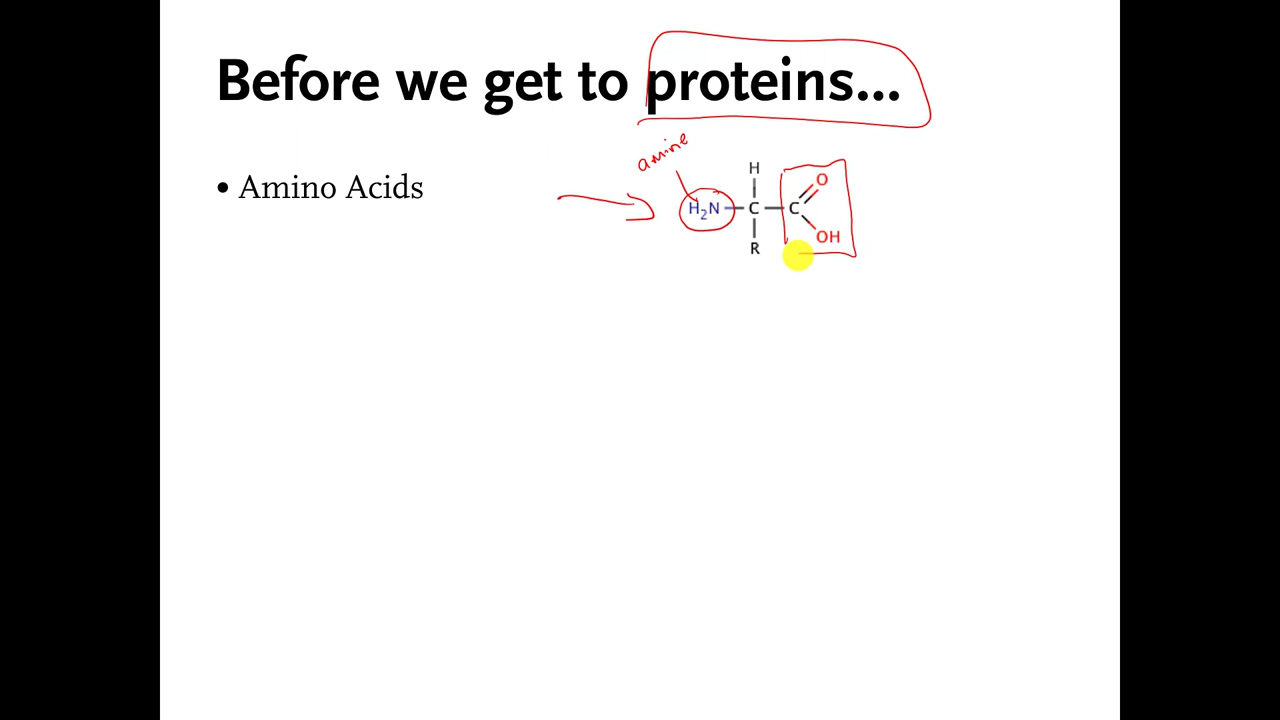 Before we get to proteins...
amine
• Amino Acids
H
H₂N C C O
OH
R